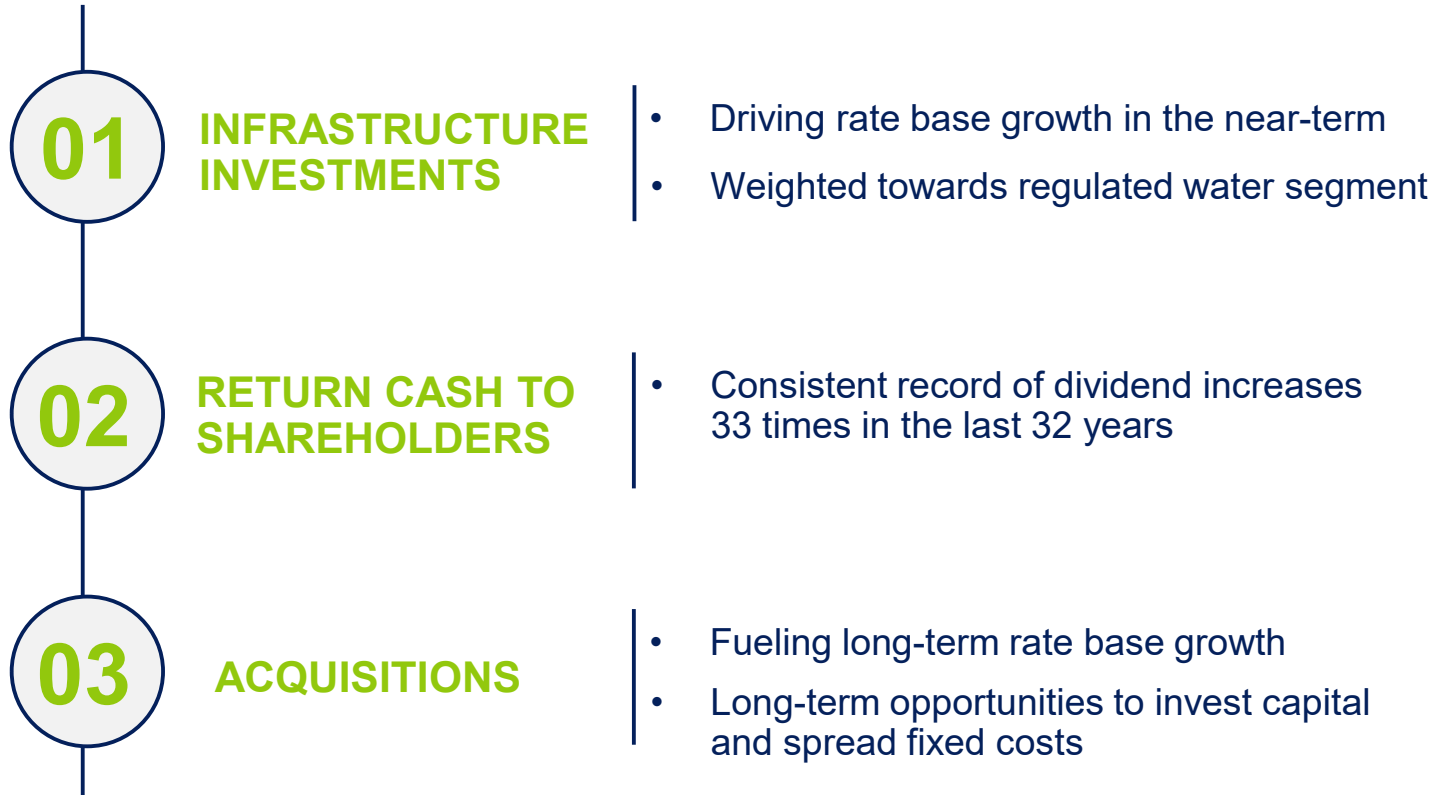 01
INFRASTRUCTURE
INVESTMENTS
• Driving rate base growth in the near-term
• Weighted towards regulated water segment
02
RETURN CASH TO
SHAREHOLDERS
• Consistent record of dividend increases
33 times in the last 32 years
03
ACQUISITIONS
• Fueling long-term rate base growth
• Long-term opportunities to invest capital
and spread fixed costs